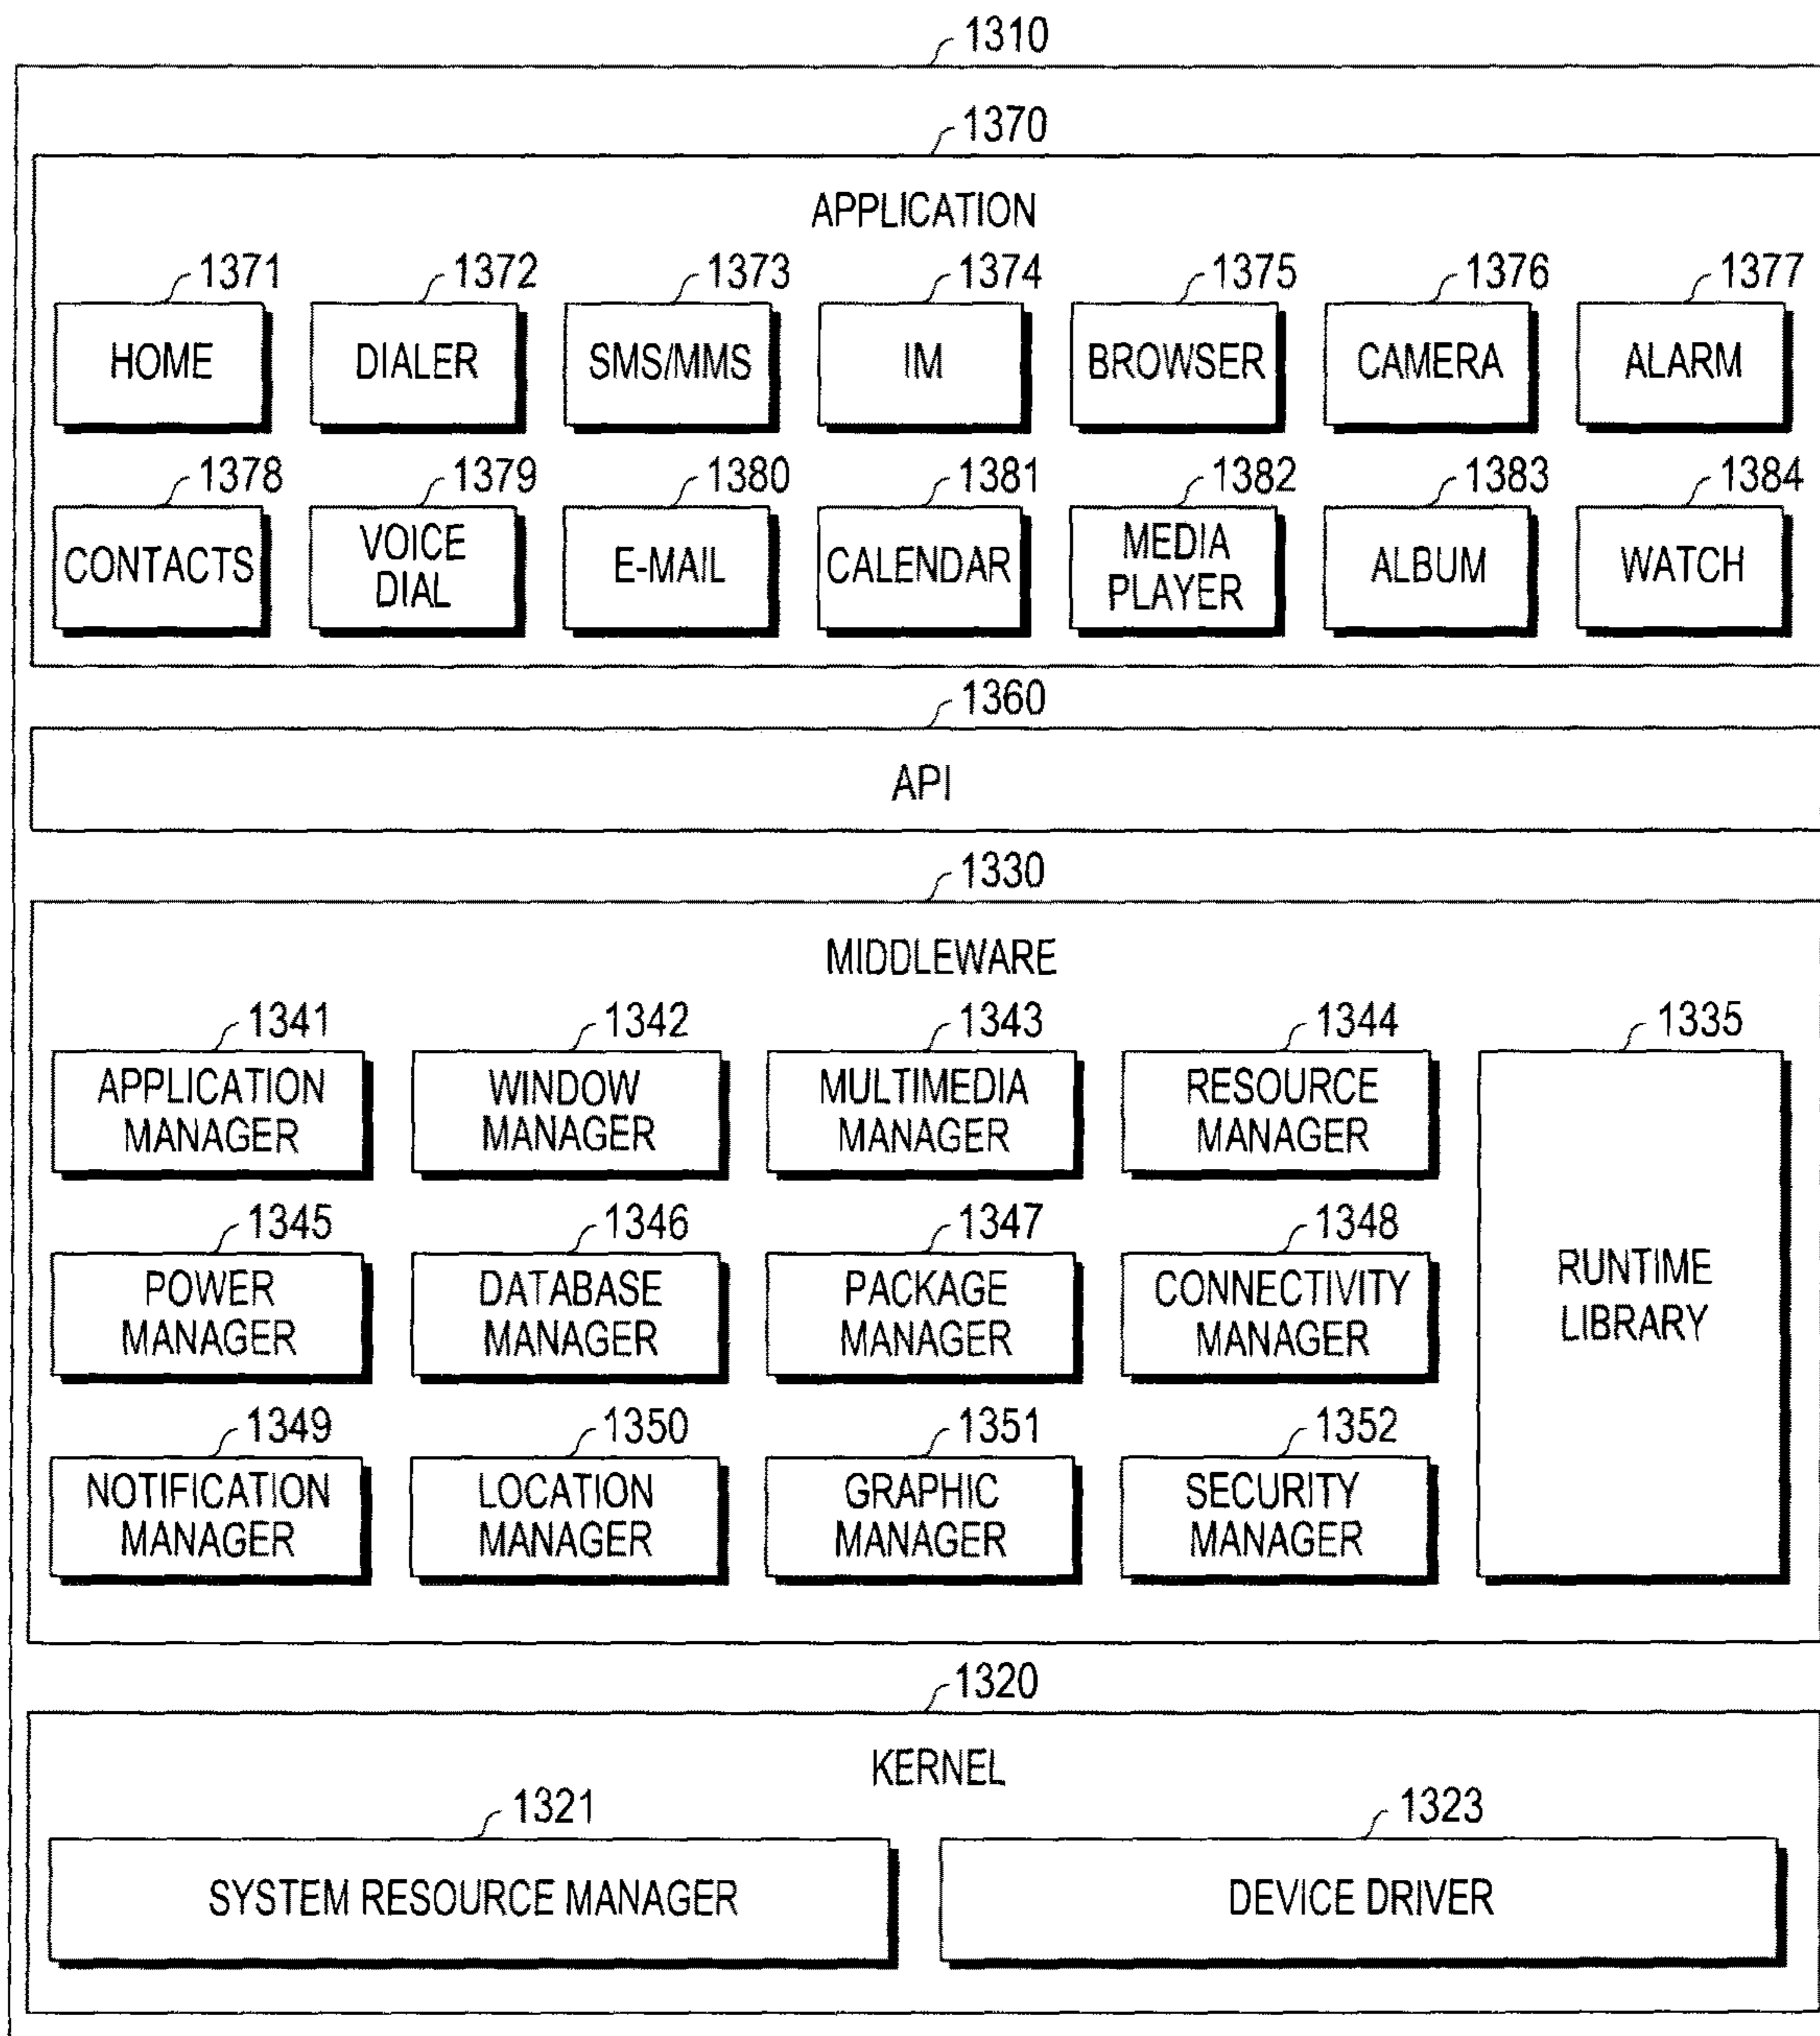 1310
1370
APPLICATION
1371 1372 1373 1374 1375 1376 1377
HOME DIALER SMS/MMS IM BROWSER CAMERA ALARM
1378 1379 1380 1381 1382 1383 1384
CONTACTS VOICE DIAL E-MAIL CALENDAR MEDIA PLAYER ALBUM WATCH
1360
API
1330
MIDDLEWARE
1341 1342 1343 1344 1335
APPLICATION MANAGER WINDOW MANAGER MULTIMEDIA MANAGER RESOURCE MANAGER
1345 1346 1347 1348
POWER MANAGER DATABASE MANAGER PACKAGE MANAGER CONNECTIVITY MANAGER RUNTIME LIBRARY
1349 1350 1351 1352
NOTIFICATION MANAGER LOCATION MANAGER GRAPHIC MANAGER SECURITY MANAGER
1320
KERNEL
1321 1323
SYSTEM RESOURCE MANAGER DEVICE DRIVER